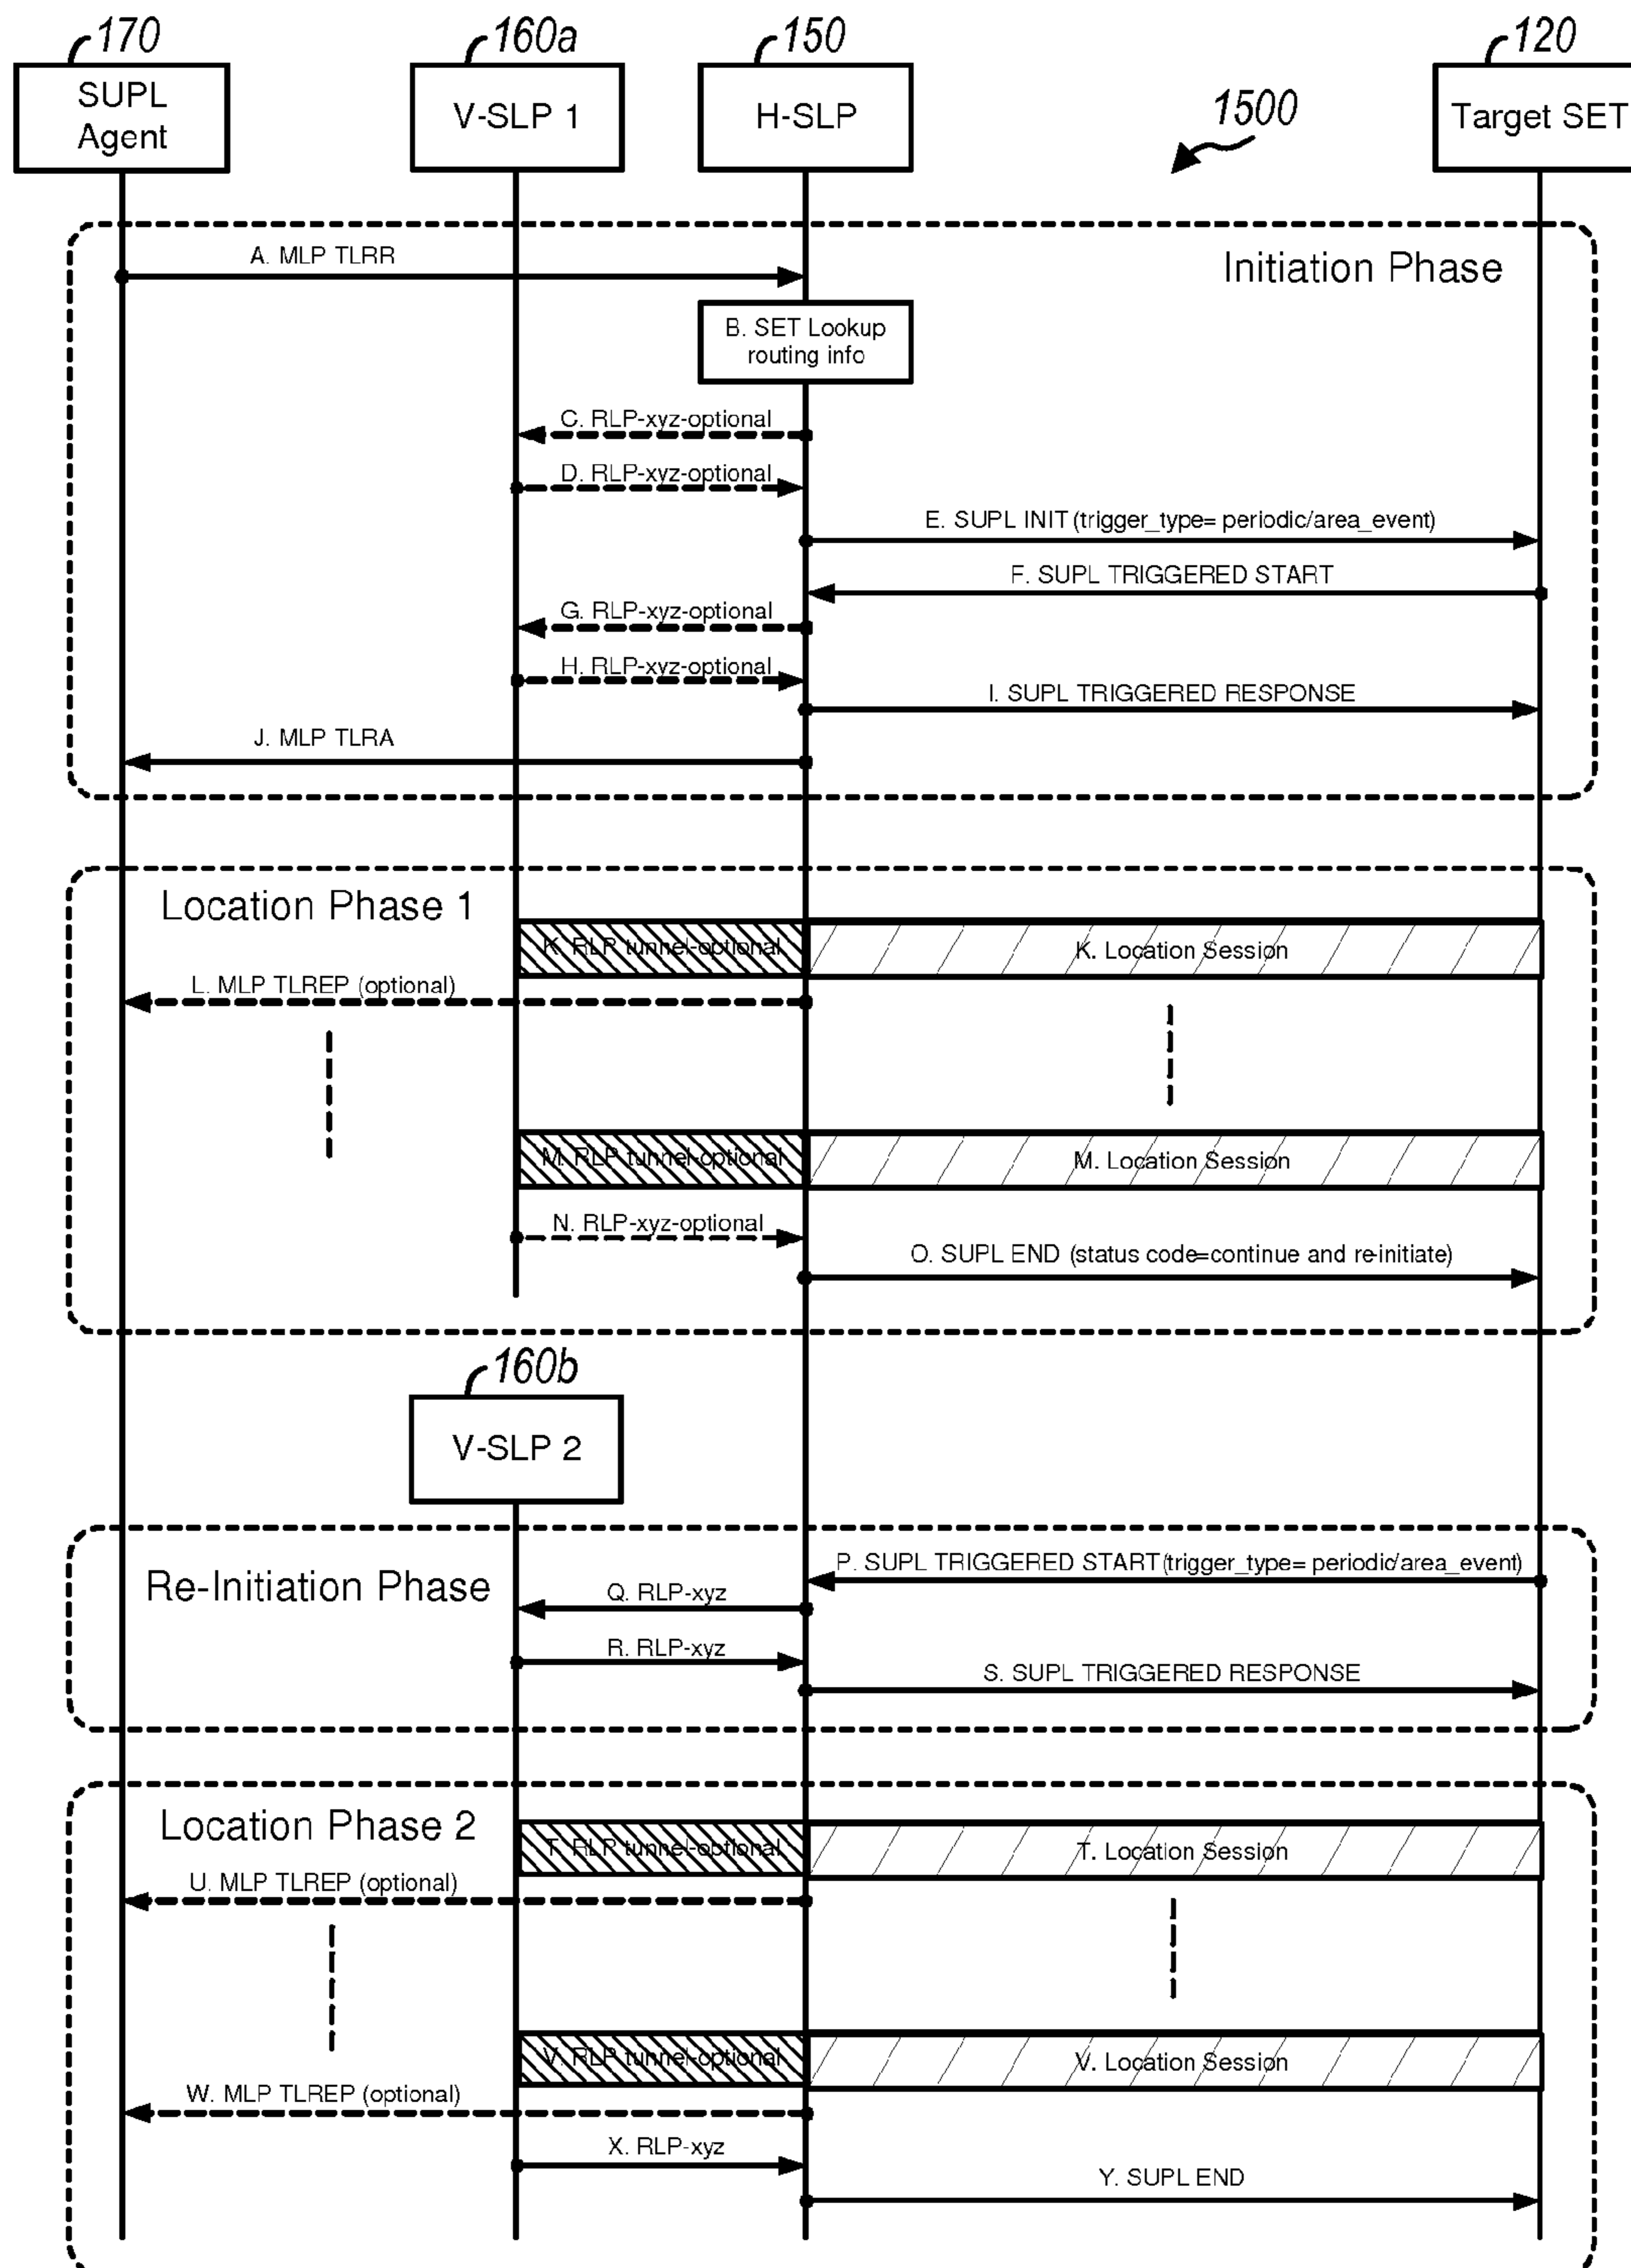 170
160a
150
120
SUPL
Agent
V-SLP 1
H-SLP
Target SET
1500
Initiation Phase
A. MLP TLRR
B. SET Lookup
routing info
C. RLP-xyz-optional
D. RLP-xyz-optional
E. SUPL INIT (trigger_type= periodic/area_event)
F. SUPL TRIGGERED START
G. RLP-xyz-optional
H. RLP-xyz-optional
I. SUPL TRIGGERED RESPONSE
J. MLP TLRA
Location Phase 1
K. RLP tunnel-optional
K. Location Session
L. MLP TLREP (optional)
M. RLP tunnel-optional
M. Location Session
N. RLP-xyz-optional
O. SUPL END (status code=continue and re-initiate)
160b
V-SLP 2
Re-Initiation Phase
P. SUPL TRIGGERED START (trigger_type= periodic/area_event)
Q. RLP-xyz
R. RLP-xyz
S. SUPL TRIGGERED RESPONSE
Location Phase 2
T. RLP tunnel-optional
T. Location Session
U. MLP TLREP (optional)
V. RLP tunnel-optional
V. Location Session
W. MLP TLREP (optional)
X. RLP-xyz
Y. SUPL END